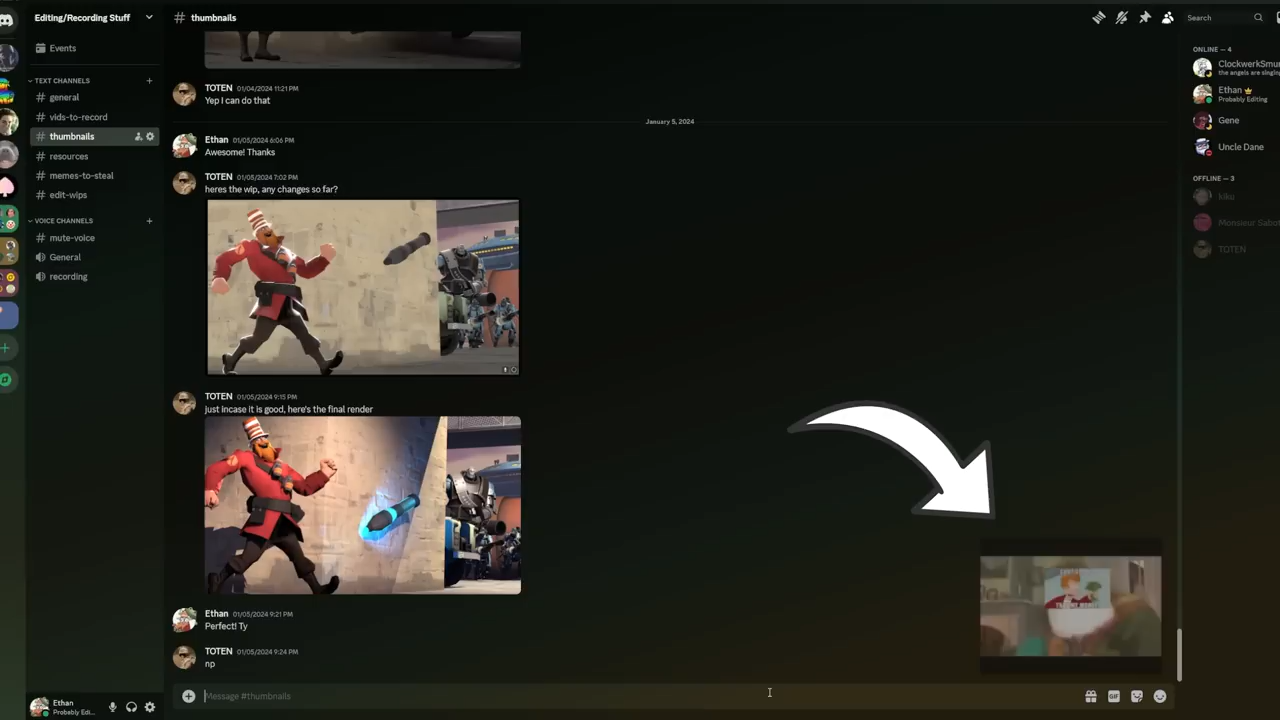 Editing/Recording Stuff
Events
TEXT CHANNELS
# general
# vids-to-record
# thumbnails
# resources
# memes-to-steal
# edit-wips
VOICE CHANNELS
# mute-voice
General
recording
Ethan
Probably Edi...
# thumbnails
Search
TOTEN 01/04/2024 11:21 PM
Yep I can do that
January 5, 2024
Ethan 01/05/2024 6:06 PM
Awesome! Thanks
TOTEN 01/05/2024 7:02 PM
heres the wip, any changes so far?
TOTEN 01/05/2024 9:15 PM
just incase it is good, here's the final render
Ethan 01/05/2024 9:21 PM
Perfect! Ty
TOTEN 01/05/2024 9:24 PM
np
Message #thumbnails
GIF
ONLINE — 4
ClockwerkSmu
the angels are singing
Ethan
Probably Editing
Gene
Uncle Dane
OFFLINE — 3
kiku
Monsieur Sabo
TOTEN